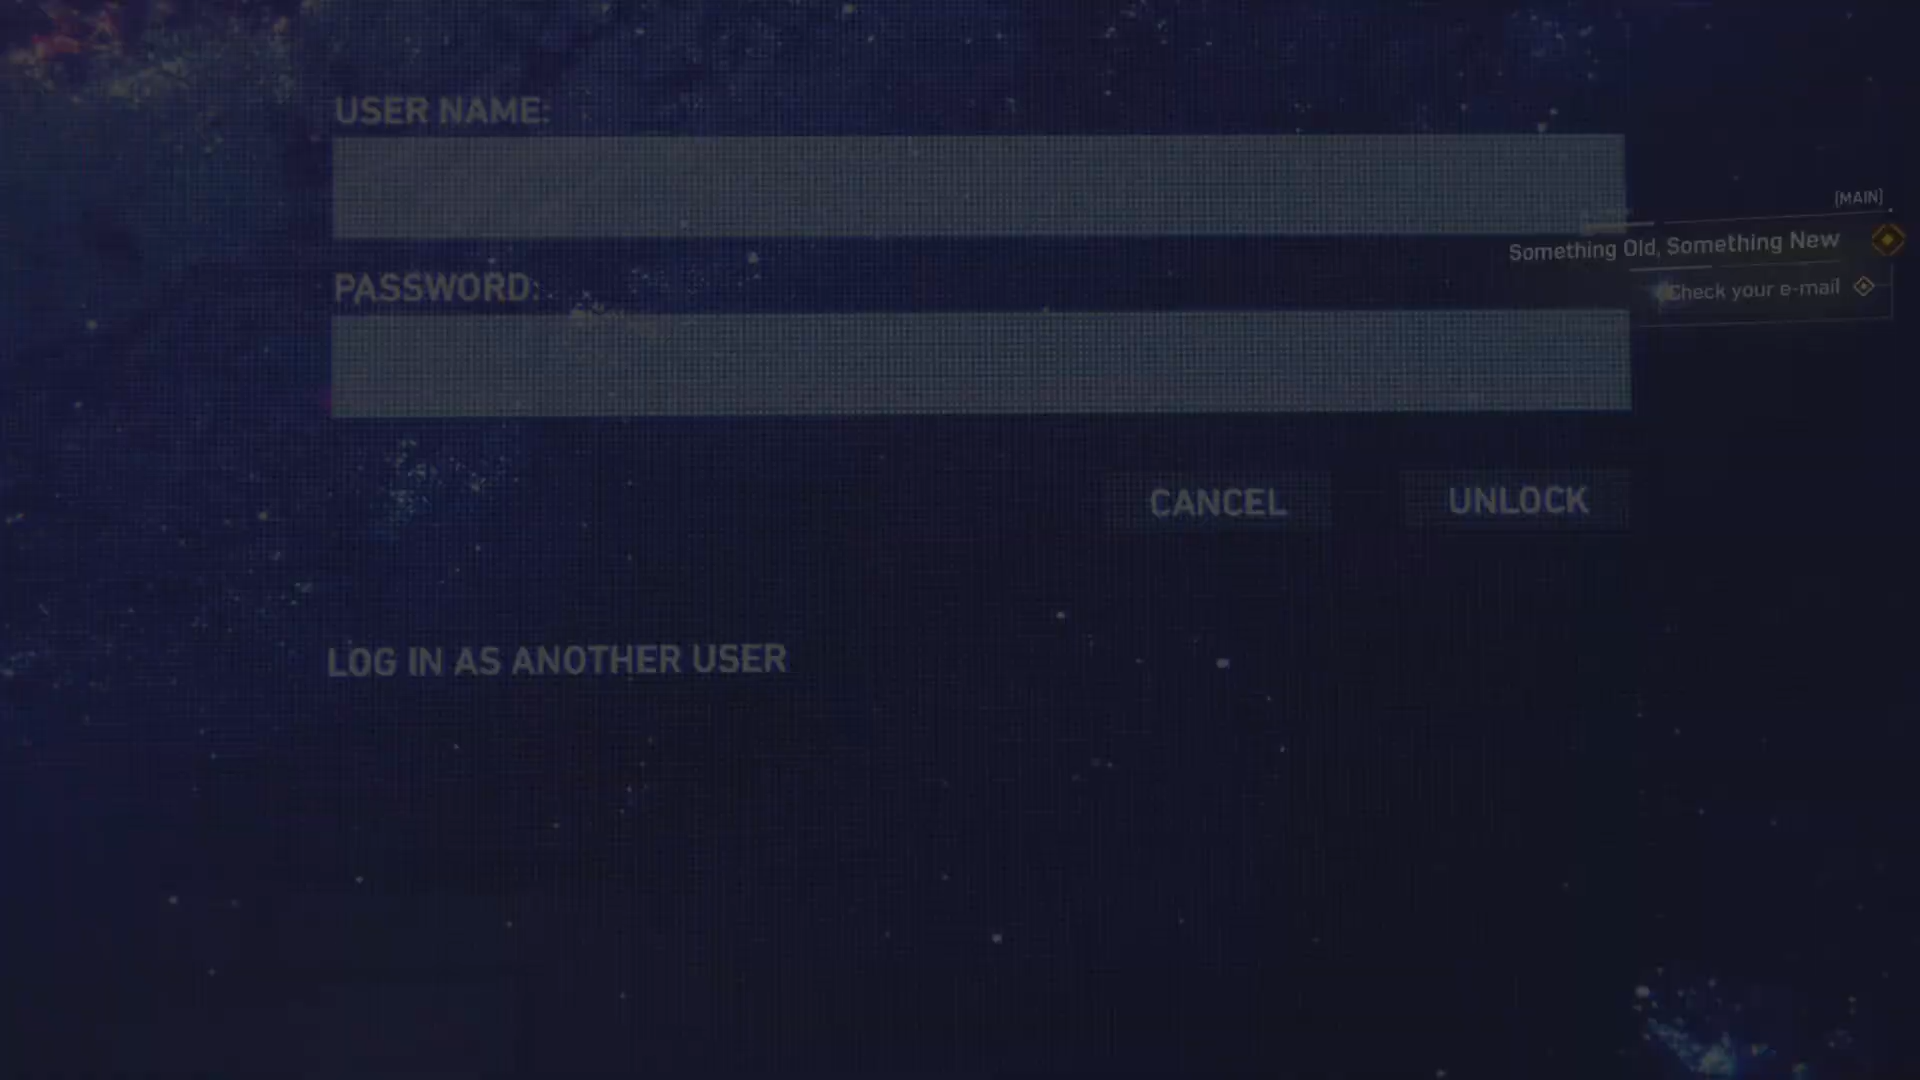 USER NAME:
(MAIN)
Something Old, Something New
PASSWORD:
Check your e-mail
CANCEL
UNLOCK
LOG IN AS ANOTHER USER